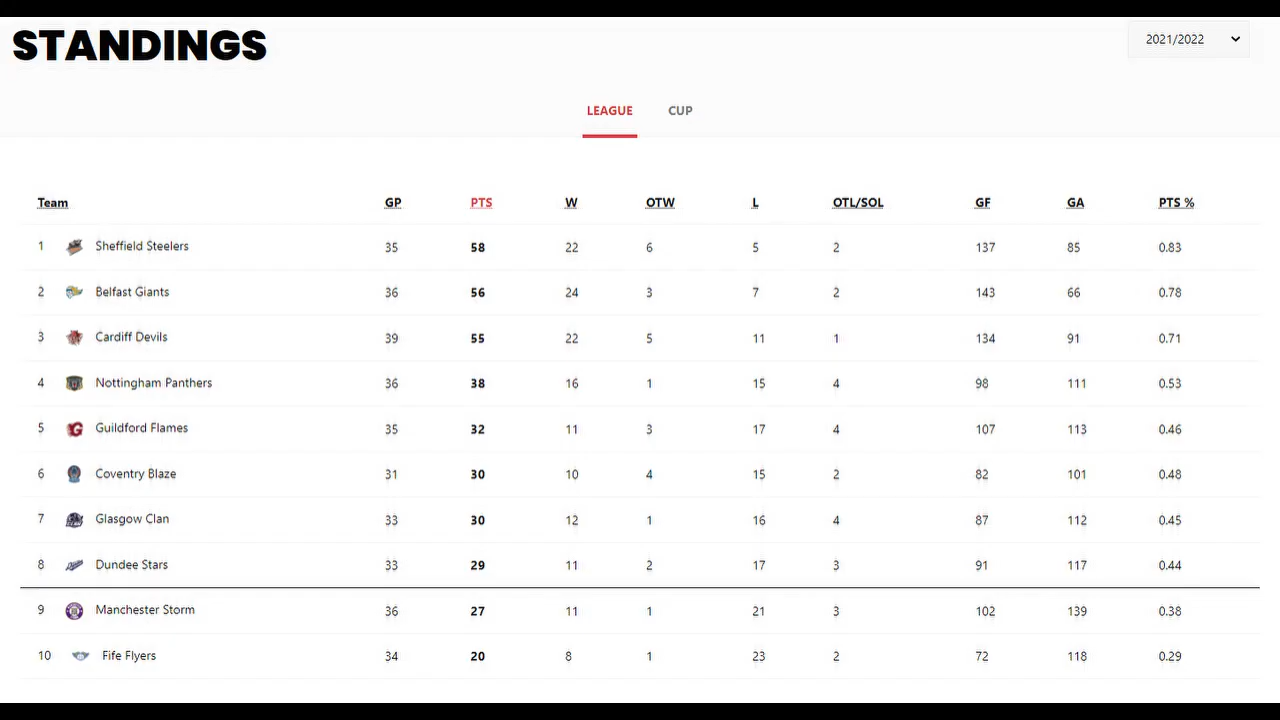 STANDINGS
2021/2022
LEAGUE CUP
Team GP PTS W OTW L OTL/SOL GF GA PTS %
1 Sheffield Steelers 35 58 22 6 5 2 137 85 0.83
2 Belfast Giants 36 56 24 3 7 2 143 66 0.78
3 Cardiff Devils 39 55 22 5 11 1 134 91 0.71
4 Nottingham Panthers 36 38 16 1 15 4 98 111 0.53
5 Guildford Flames 35 32 11 3 17 4 107 113 0.46
6 Coventry Blaze 31 30 10 4 15 2 82 101 0.48
7 Glasgow Clan 33 30 12 1 16 4 87 112 0.45
8 Dundee Stars 33 29 11 2 17 3 91 117 0.44
9 Manchester Storm 36 27 11 1 21 3 102 139 0.38
10 Fife Flyers 34 20 8 1 23 2 72 118 0.29